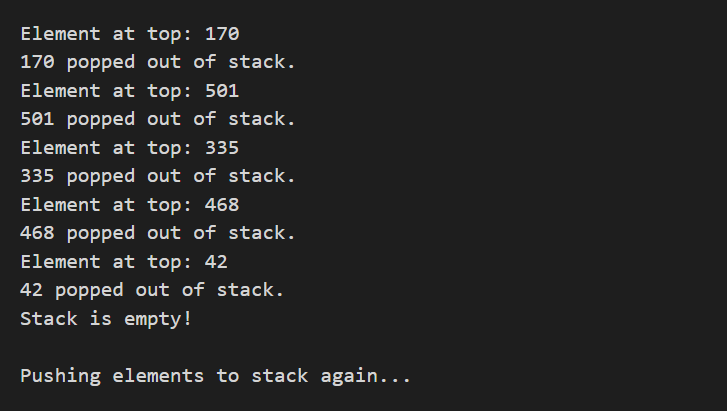 Element at top: 170
170 popped out of stack.
Element at top: 501
501 popped out of stack.
Element at top: 335
335 popped out of stack.
Element at top: 468
468 popped out of stack.
Element at top: 42
42 popped out of stack.
Stack is empty!
Pushing elements to stack again...